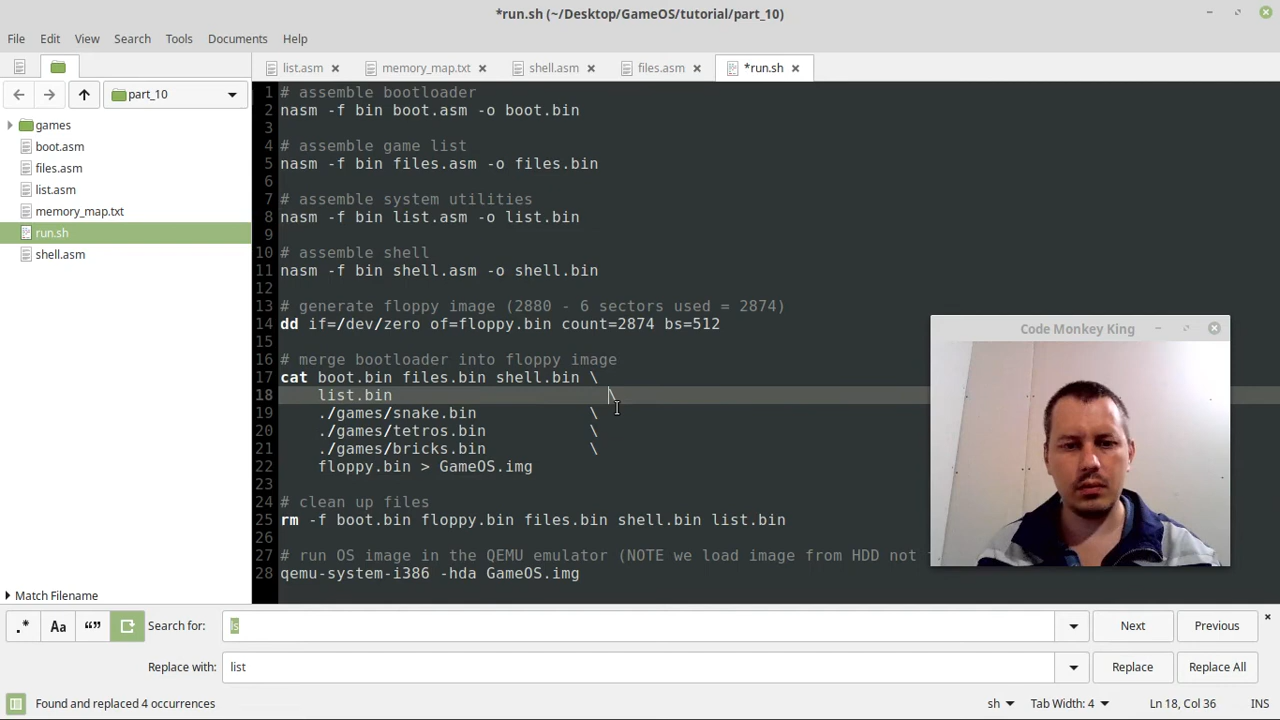 *run.sh (~/Desktop/GameOS/tutorial/part_10)
File Edit View Search Tools Documents Help
list.asm memory_map.txt shell.asm files.asm *run.sh
part_10
games
boot.asm
files.asm
list.asm
memory_map.txt
run.sh
shell.asm
Match Filename
1 # assemble bootloader
2 nasm -f bin boot.asm -o boot.bin
3
4 # assemble game list
5 nasm -f bin files.asm -o files.bin
6
7 # assemble system utilities
8 nasm -f bin list.asm -o list.bin
9
10 # assemble shell
11 nasm -f bin shell.asm -o shell.bin
12
13 # generate floppy image (2880 - 6 sectors used = 2874)
14 dd if=/dev/zero of=floppy.bin count=2874 bs=512
15
16 # merge bootloader into floppy image
17 cat boot.bin files.bin shell.bin \
18 list.bin \
19 ./games/snake.bin \
20 ./games/tetros.bin \
21 ./games/bricks.bin \
22 floppy.bin > GameOS.img
23
24 # clean up files
25 rm -f boot.bin floppy.bin files.bin shell.bin list.bin
26
27 # run OS image in the QEMU emulator (NOTE we load image from HDD not
28 qemu-system-i386 -hda GameOS.img
Code Monkey King
.* Aa “” Search for: ls Next Previous
Replace with: list Replace Replace All
Found and replaced 4 occurrences sh Tab Width: 4 Ln 18, Col 36 INS